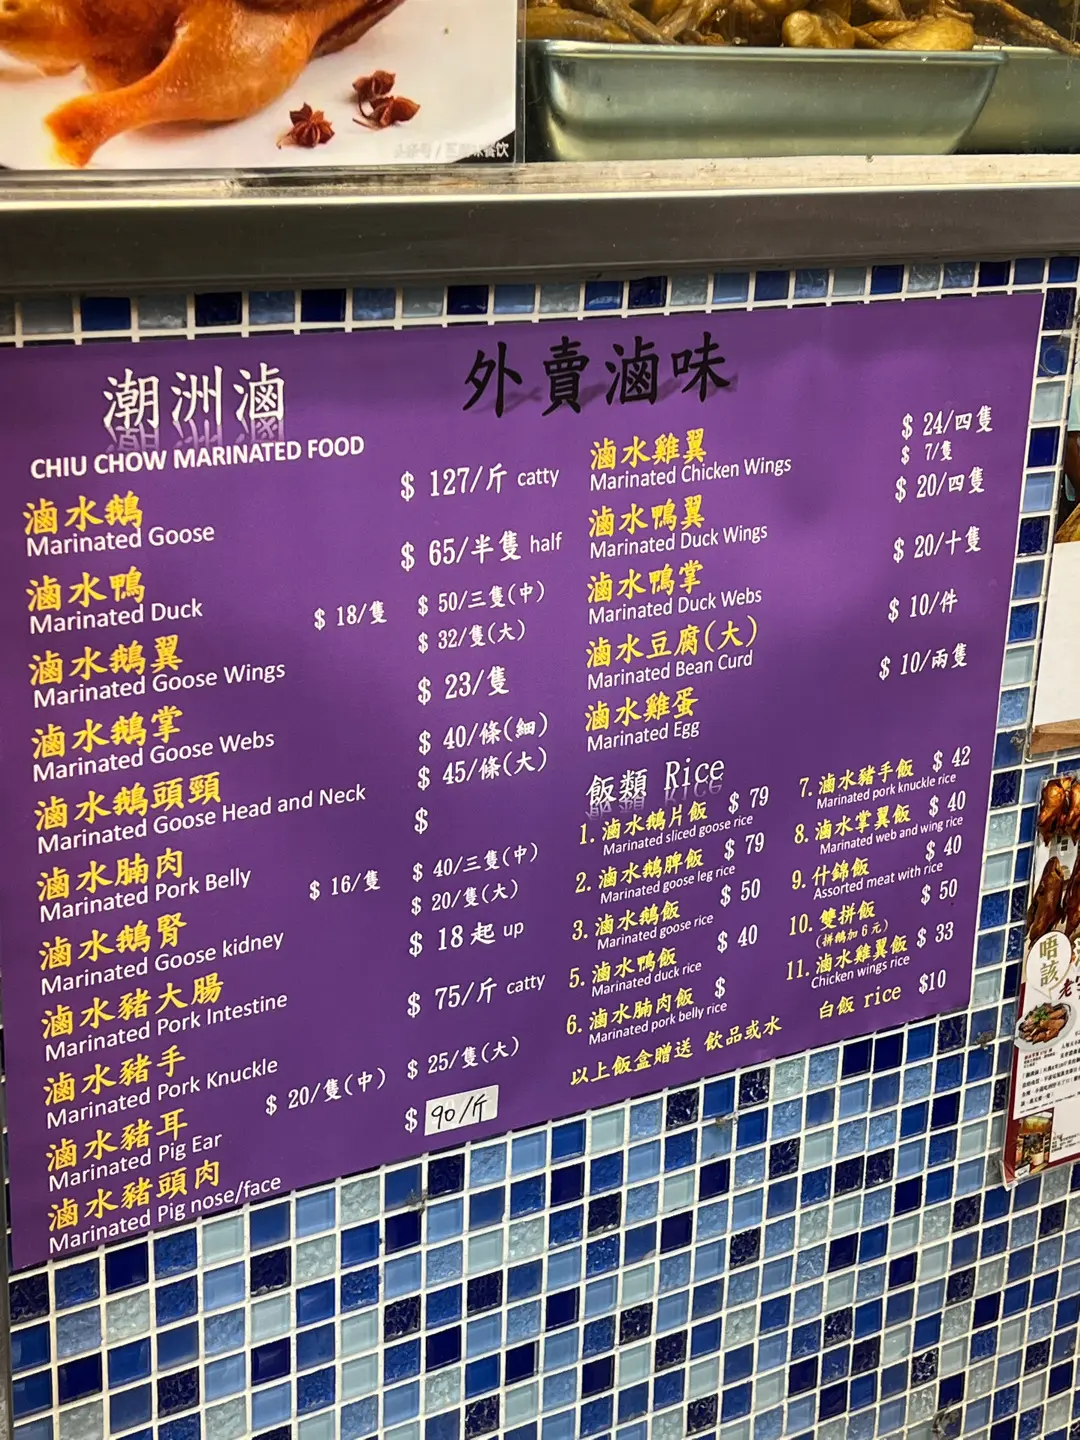 潮洲滷
外賣滷味
CHIU CHOW MARINATED FOOD
滷水鵝 $ 127/斤 catty
Marinated Goose
滷水鴨 $ 65/半隻 half
Marinated Duck
滷水鵝翼 $ 18/隻 $ 50/三隻(中)
Marinated Goose Wings $ 32/隻(大)
滷水鵝掌 $ 23/隻
Marinated Goose Webs
滷水鵝頭頸 $ 40/條(細)
Marinated Goose Head and Neck $ 45/條(大)
滷水腩肉 $
Marinated Pork Belly
滷水鵝腎 $ 16/隻 $ 40/三隻(中)
Marinated Goose kidney $ 20/隻(大)
滷水豬大腸 $ 18 起 up
Marinated Pork Intestine
滷水豬手 $ 75/斤 catty
Marinated Pork Knuckle
滷水豬耳 $ 20/隻(中) $ 25/隻(大)
Marinated Pig Ear
滷水豬頭肉 $ 90/斤
Marinated Pig nose/face
滷水雞翼 $ 24/四隻
Marinated Chicken Wings $ 7/隻
滷水鴨翼 $ 20/四隻
Marinated Duck Wings
滷水鴨掌 $ 20/十隻
Marinated Duck Webs
滷水豆腐(大) $ 10/件
Marinated Bean Curd
滷水雞蛋 $ 10/兩隻
Marinated Egg
飯類 Rice
1. 滷水鵝片飯 $ 79
Marinated sliced goose rice
2. 滷水鵝脾飯 $ 79
Marinated goose leg rice
3. 滷水鵝飯 $ 50
Marinated goose rice
5. 滷水鴨飯 $ 40
Marinated duck rice
6. 滷水腩肉飯 $
Marinated pork belly rice
7. 滷水豬手飯 $ 42
Marinated pork knuckle rice
8. 滷水掌翼飯 $ 40
Marinated web and wing rice
9. 什錦飯 $ 40
Assorted meat with rice
10. 雙拼飯 $ 50
(拼鵝加 6 元)
11. 滷水雞翼飯 $ 33
Chicken wings rice
白飯 rice $10
以上飯盒贈送 飲品或水
唔該